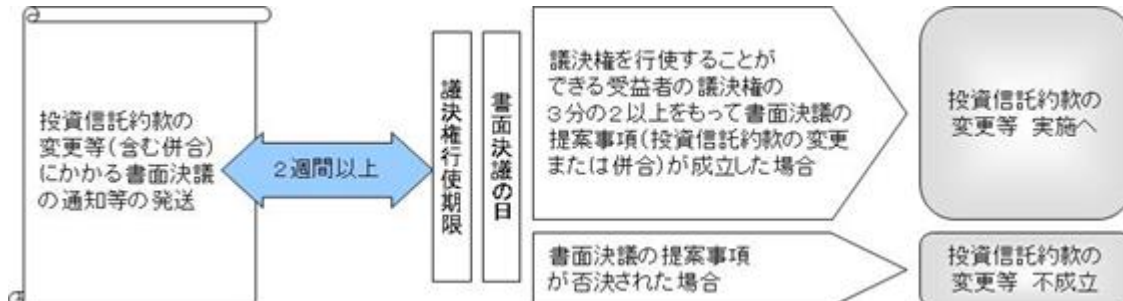 投資信託約款の
変更等(含む併合)
にかかる書面決議
の通知等の発送
2週間以上
議決権行使期限
書面決議の日
議決権を行使することが
できる受益者の議決権の
3分の2以上をもって書面決議の
提案事項(投資信託約款の変更
または併合)が成立した場合
投資信託約款の
変更等 実施へ
書面決議の提案事項
が否決された場合
投資信託約款の
変更等 不成立